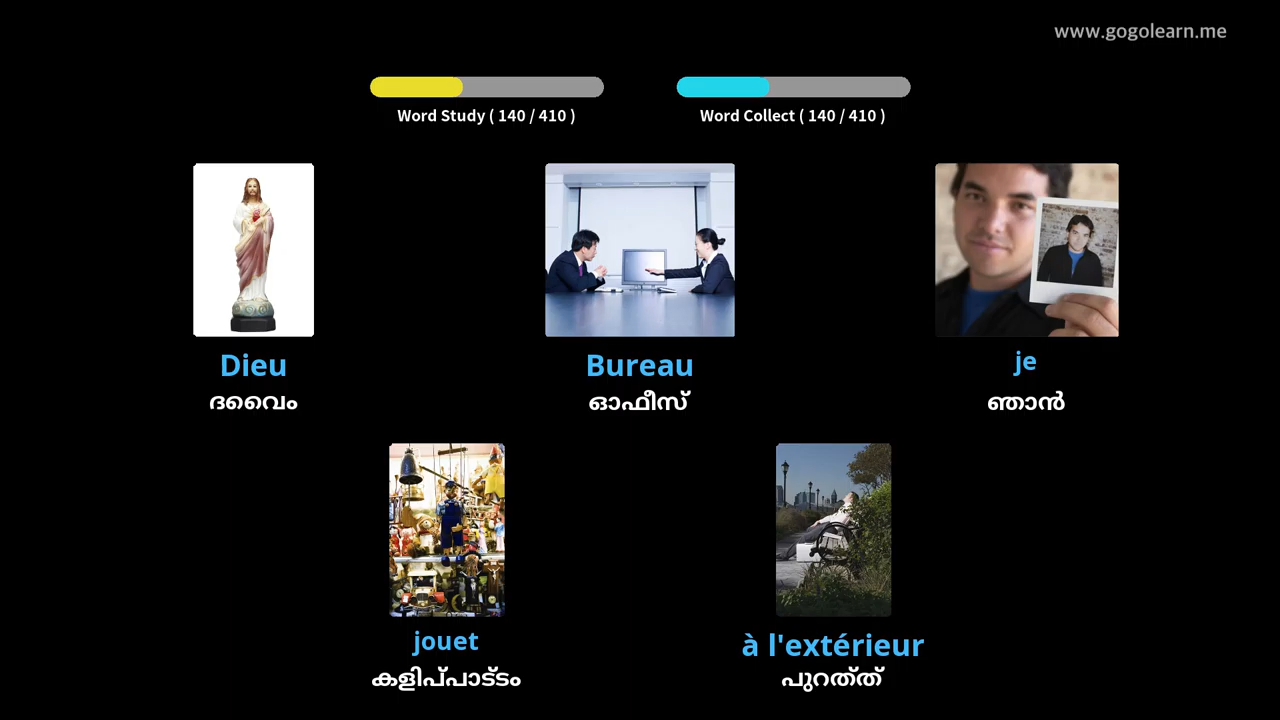 www.gogolearn.me
Word Study ( 140 / 410 )
Word Collect ( 140 / 410 )
Dieu
ദവൈം
Bureau
ഓഫീസ്
je
ഞാൻ
jouet
കളിപ്പാട്ടം
à l'extérieur
പുറത്ത്